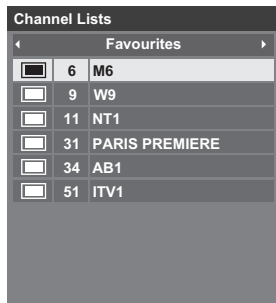 Channel Lists
Favourites
6 M6
9 W9
11 NT1
31 PARIS PREMIERE
34 AB1
51 ITV1